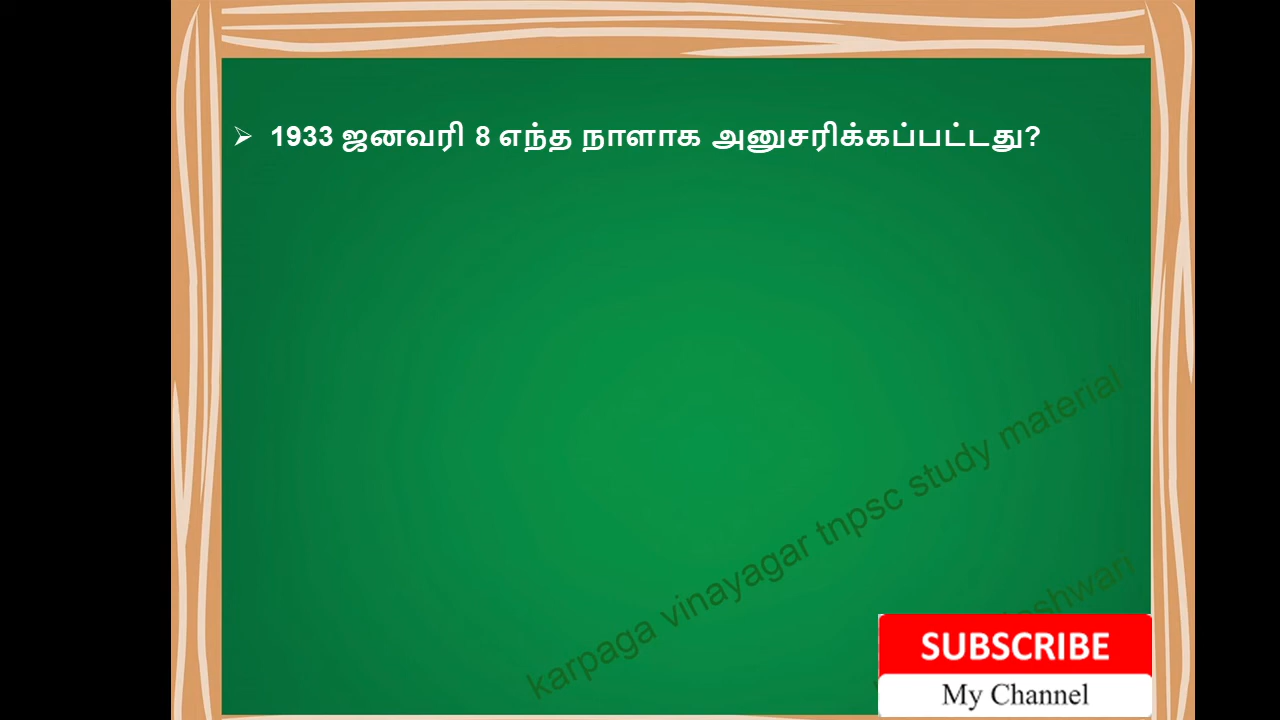 ➢ 1933 ஜனவரி 8 எந்த நாளாக அனுசரிக்கப்பட்டது?
karpaga vinayagar tnpsc study material
SUBSCRIBE
My Channel